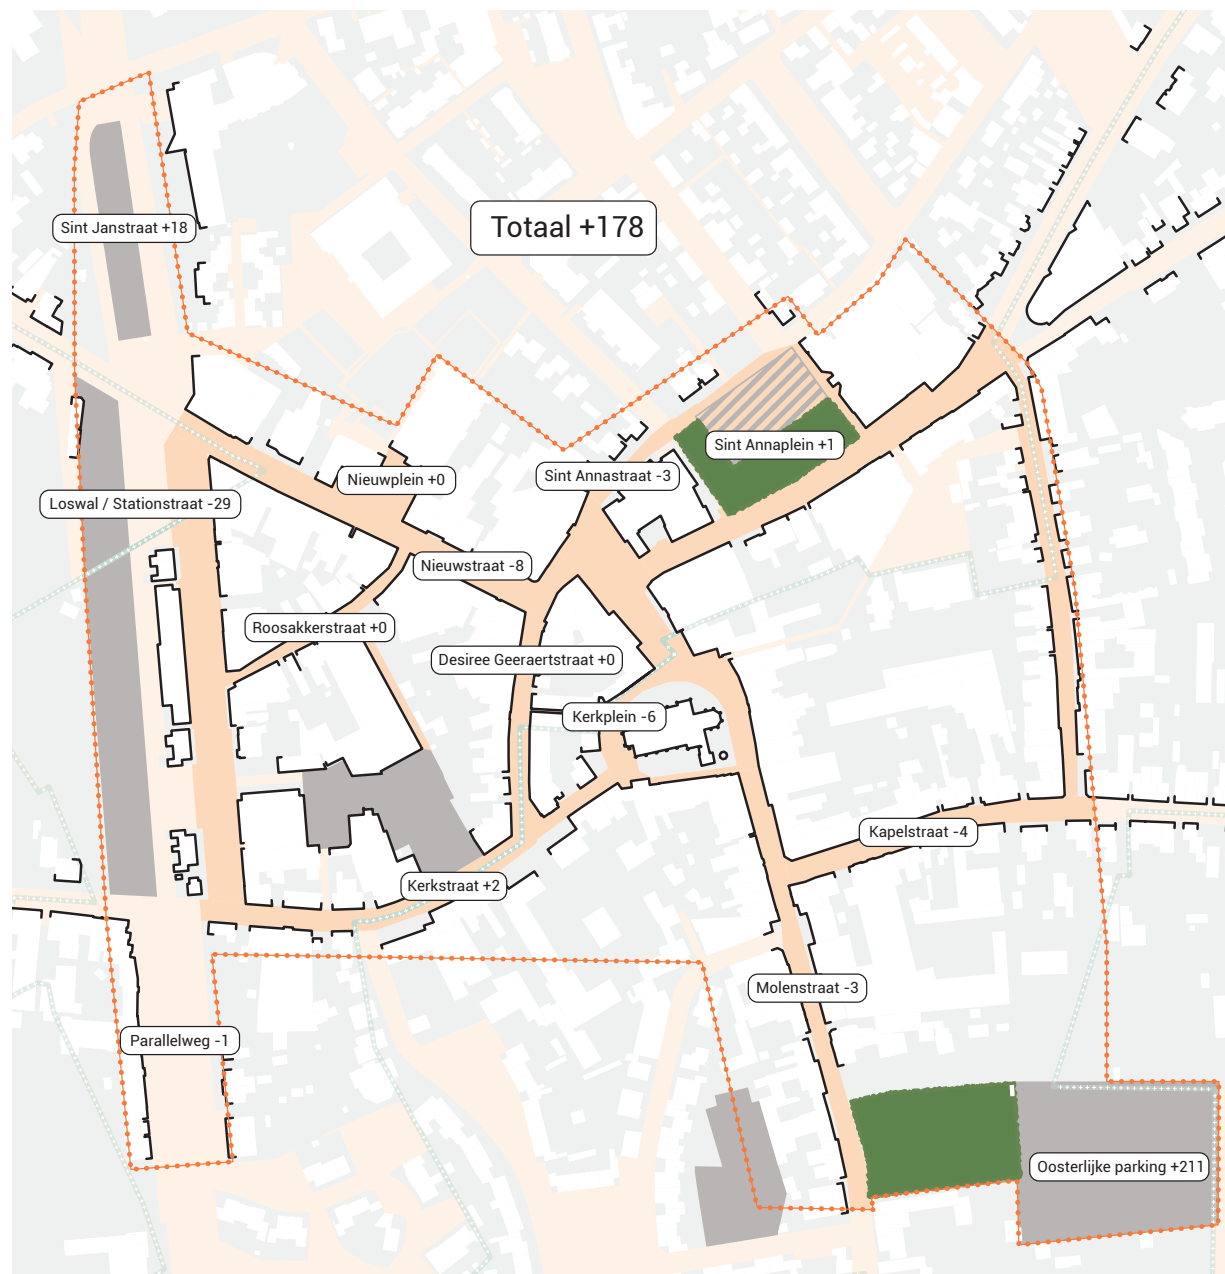 Totaal +178
Sint Janstraat +18
Sint Annaplein +1
Sint Annastraat -3
Nieuwplein +0
Loswal / Stationstraat -29
Nieuwstraat -8
Roosakkerstraat +0
Desiree Geeraertstraat +0
Kerkplein -6
Kapelstraat -4
Kerkstraat +2
Molenstraat -3
Parallelweg -1
Oosterlijke parking +211